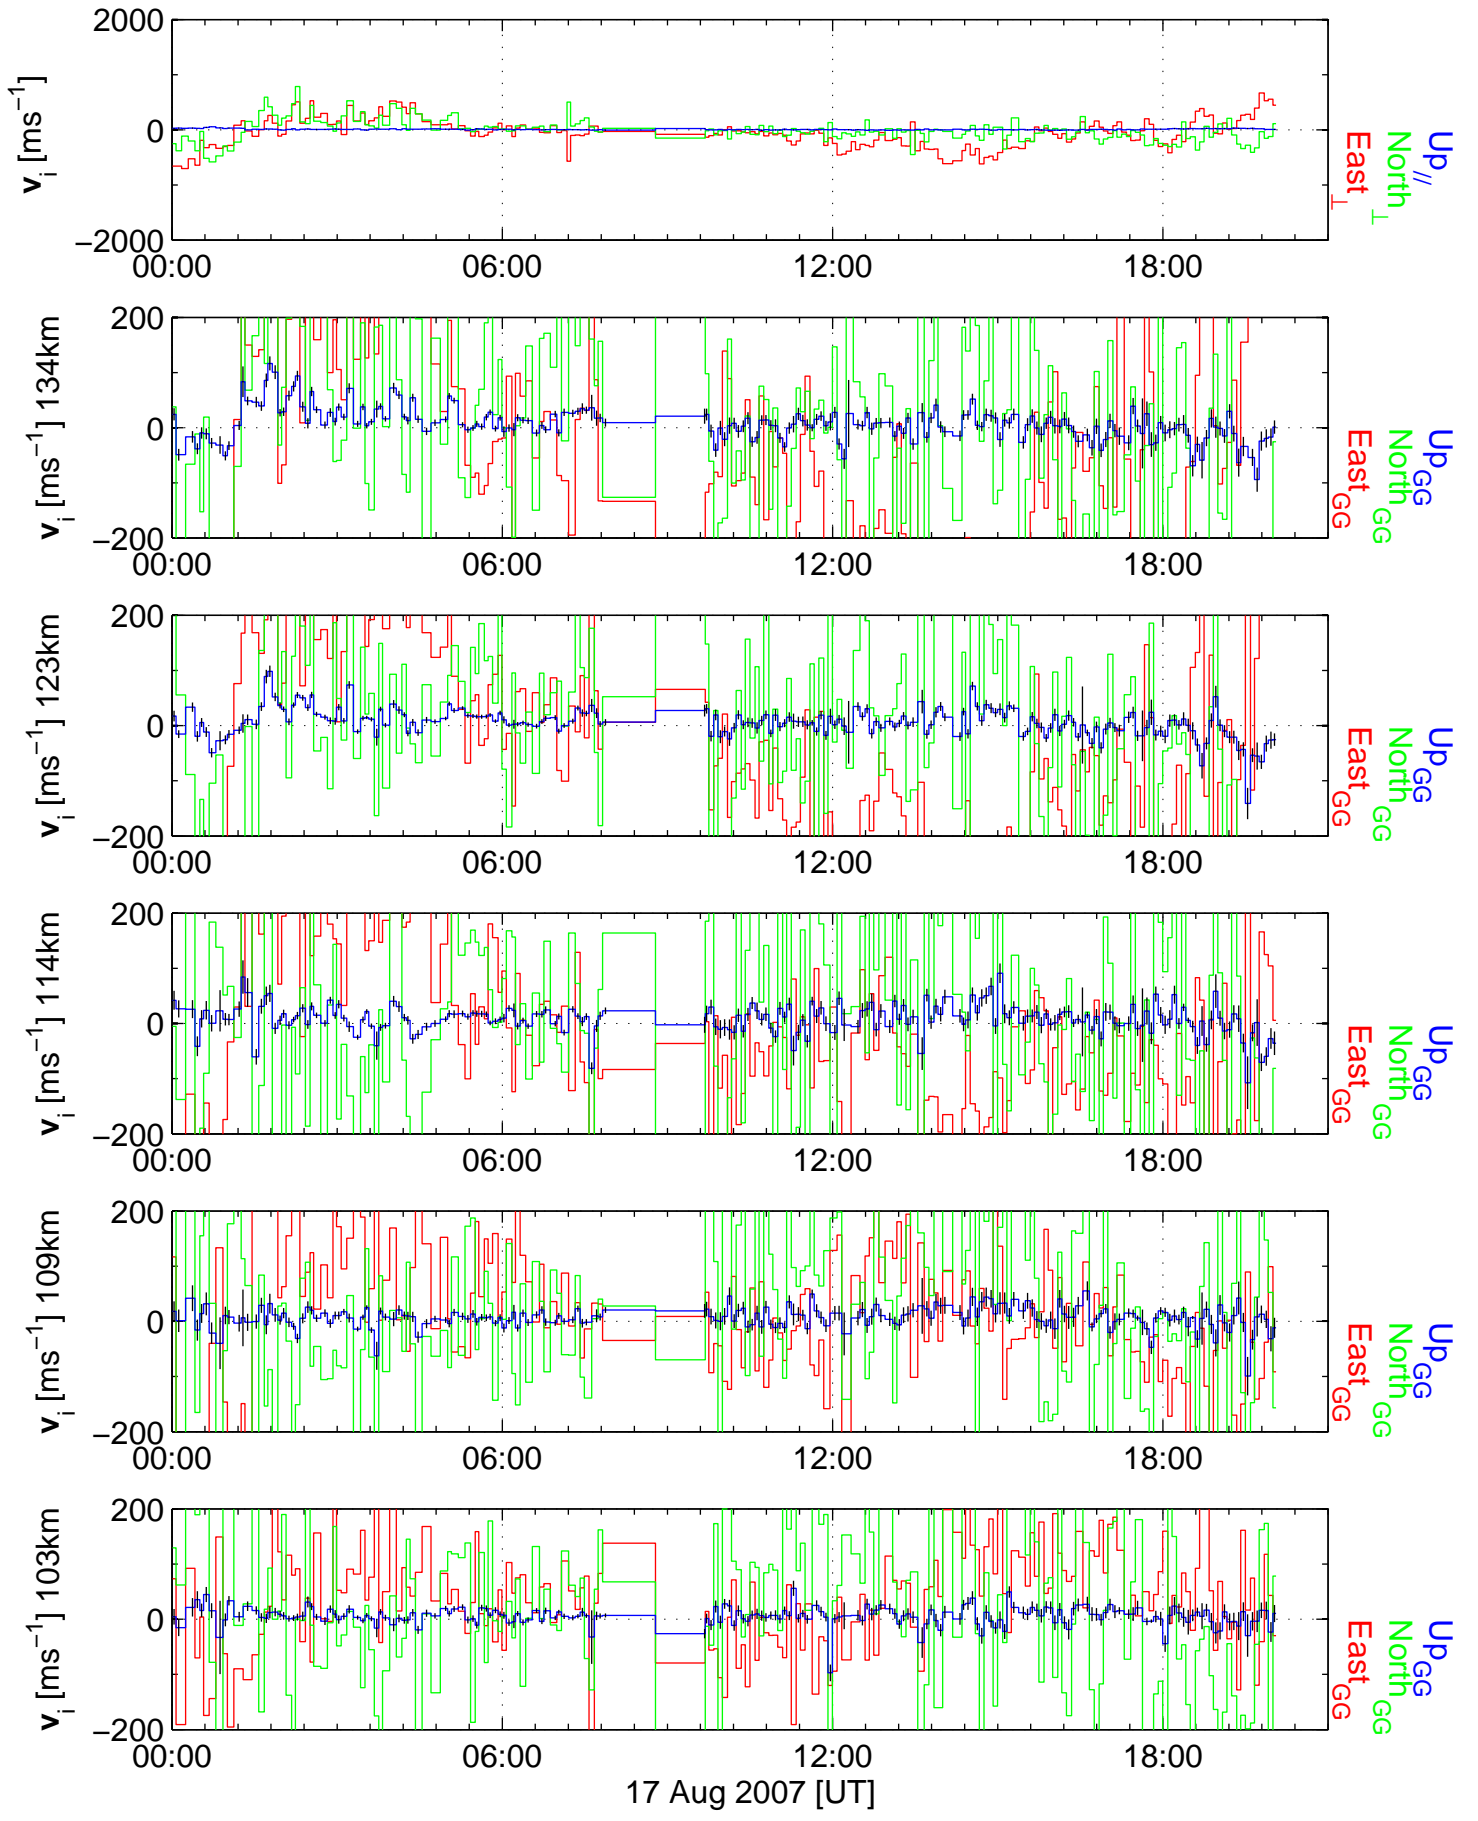 2000
0
−2000
v_i [ms^−1]
00:00 06:00 12:00 18:00
Up_//
North_⊥
East_⊥
200
0
−200
v_i [ms^−1] 134km
00:00 06:00 12:00 18:00
Up_GG
North_GG
East_GG
200
0
−200
v_i [ms^−1] 123km
00:00 06:00 12:00 18:00
Up_GG
North_GG
East_GG
200
0
−200
v_i [ms^−1] 114km
00:00 06:00 12:00 18:00
Up_GG
North_GG
East_GG
200
0
−200
v_i [ms^−1] 109km
00:00 06:00 12:00 18:00
Up_GG
North_GG
East_GG
200
0
−200
v_i [ms^−1] 103km
00:00 06:00 12:00 18:00
Up_GG
North_GG
East_GG
17 Aug 2007 [UT]